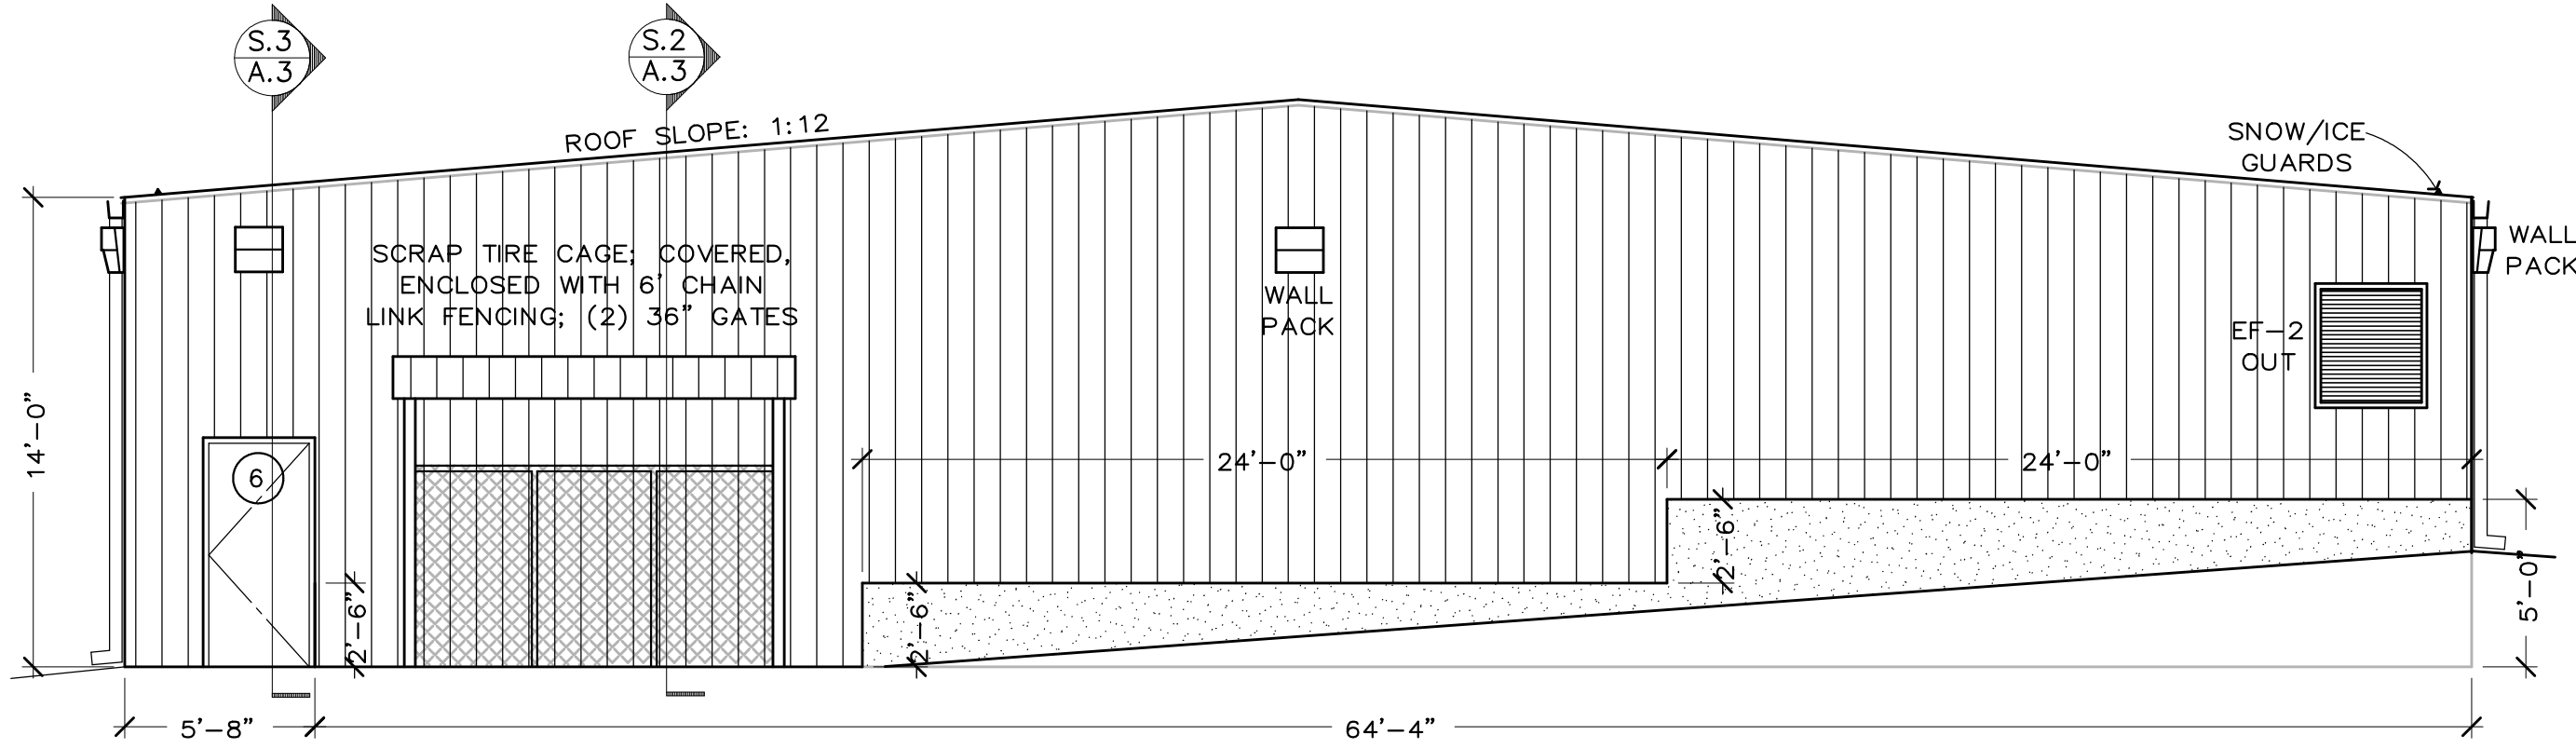 S.3
A.3
S.2
A.3
ROOF SLOPE: 1:12
SNOW/ICE
GUARDS
WALL
PACK
SCRAP TIRE CAGE; COVERED,
ENCLOSED WITH 6' CHAIN
LINK FENCING; (2) 36" GATES
WALL
PACK
EF-2
OUT
14'-0"
6
24'-0"
24'-0"
2'-6"
2'-6"
2'-6"
5'-0"
5'-8"
64'-4"